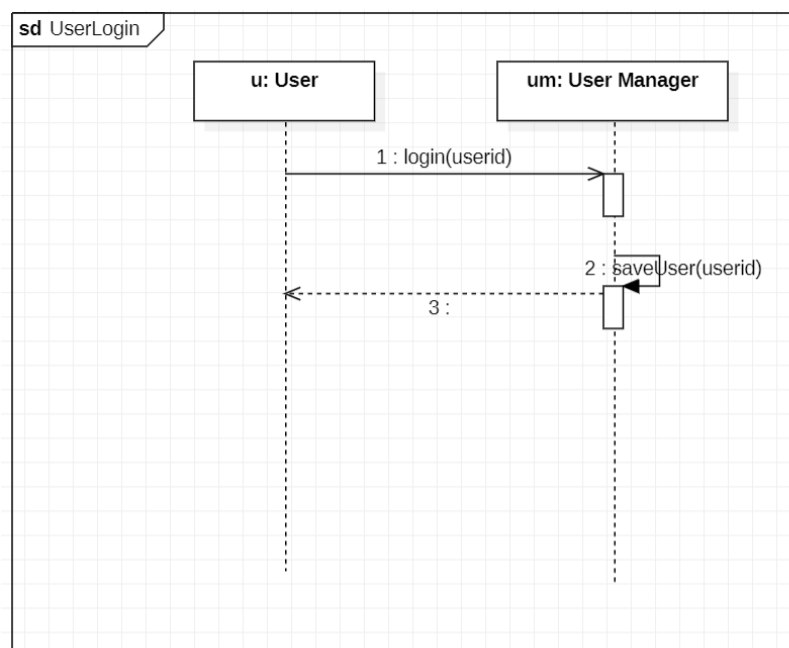 sd UserLogin
u: User
um: User Manager
1 : login(userid)
2 : saveUser(userid)
3 :